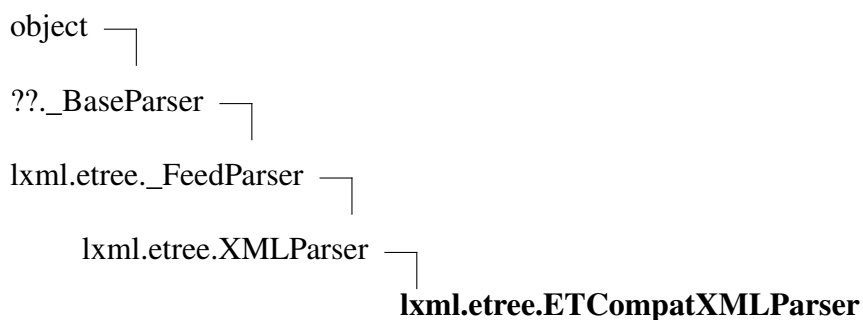 object
??._BaseParser
lxml.etree._FeedParser
lxml.etree.XMLParser
lxml.etree.ETCompatXMLParser